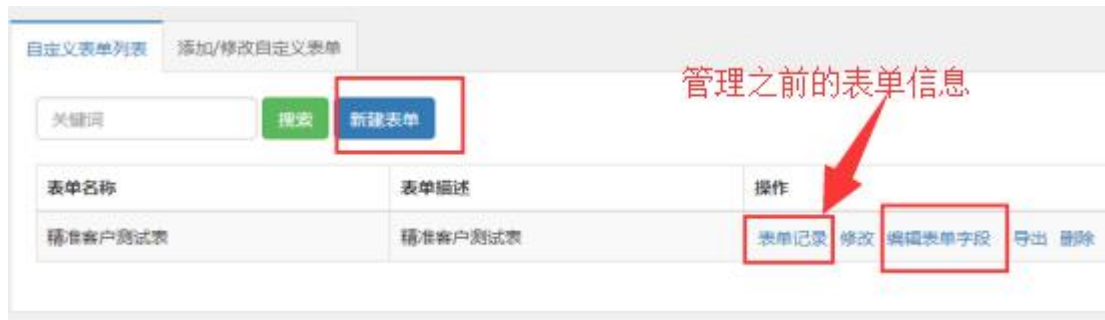 自定义表单列表 添加/修改自定义表单
管理之前的表单信息
关键词 搜索 新建表单
表单名称 表单描述 操作
精准客户测试表 精准客户测试表 表单记录 修改 编辑表单字段 导出 删除